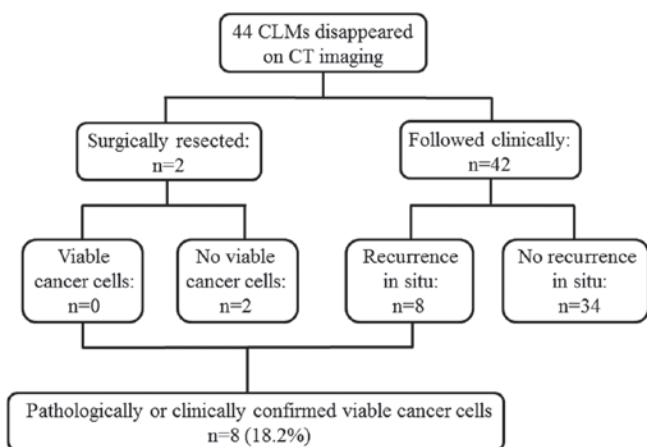 44 CLMs disappeared
on CT imaging
Surgically resected:
n=2
Followed clinically:
n=42
Viable
cancer cells:
n=0
No viable
cancer cells:
n=2
Recurrence
in situ:
n=8
No recurrence
in situ:
n=34
Pathologically or clinically confirmed viable cancer cells
n=8 (18.2%)